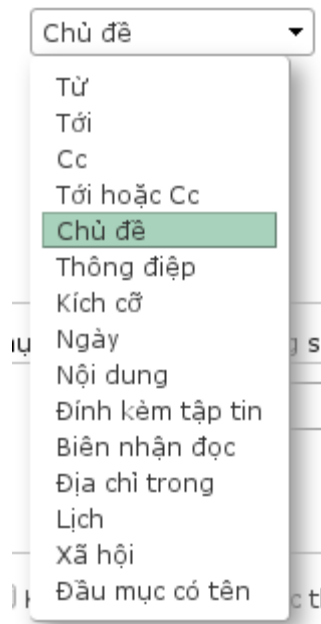 Chủ đề
Từ
Tới
Cc
Tới hoặc Cc
Chủ đề
Thông điệp
Kích cỡ
Ngày
Nội dung
Đính kèm tập tin
Biên nhận đọc
Địa chỉ trong
Lịch
Xã hội
Đầu mục có tên